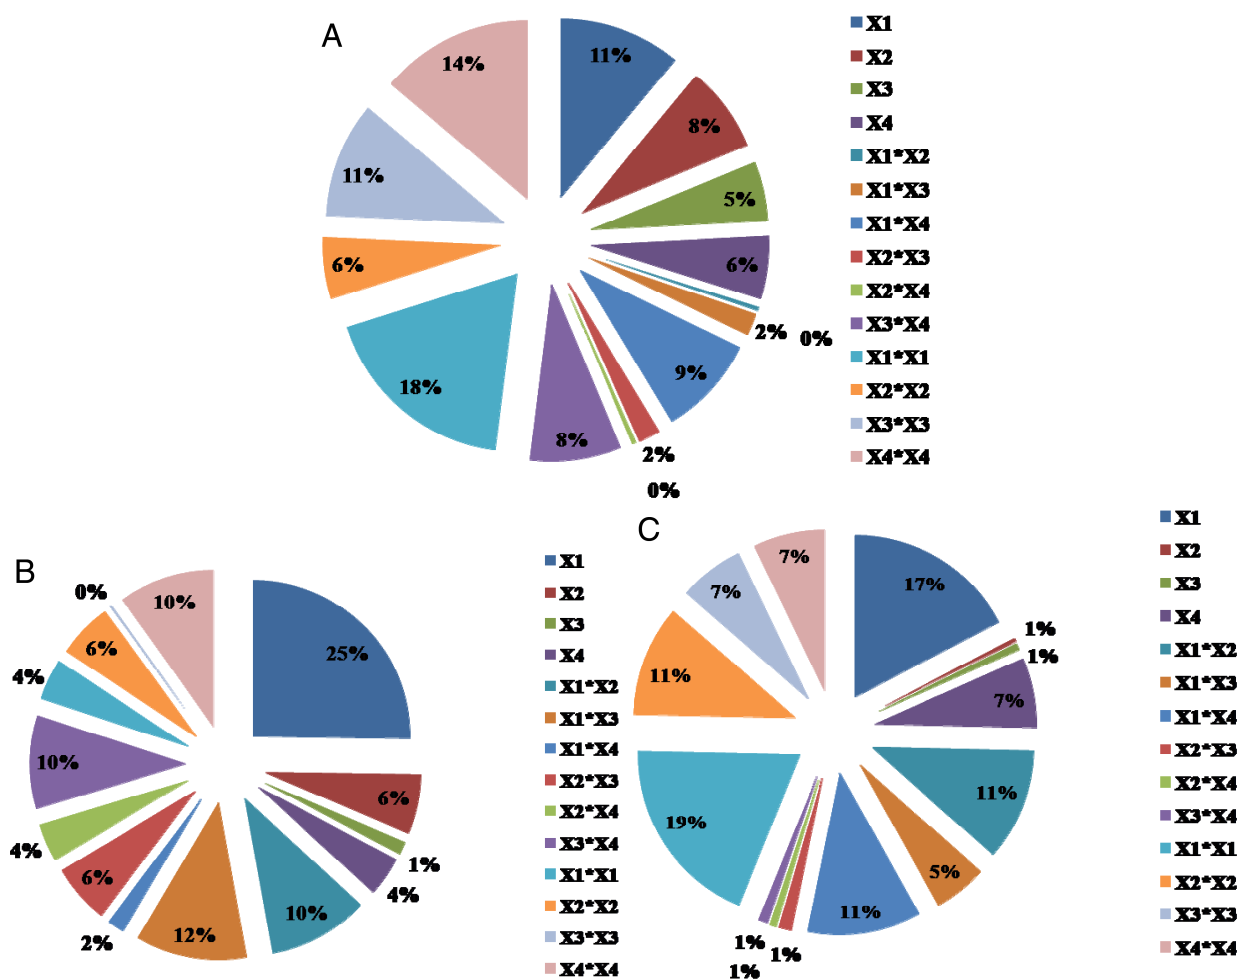 A
11%
8%
5%
6%
0%
2%
9%
2%
0%
8%
18%
6%
11%
14%
X1
X2
X3
X4
X1*X2
X1*X3
X1*X4
X2*X3
X2*X4
X3*X4
X1*X1
X2*X2
X3*X3
X4*X4
B
25%
6%
1%
4%
10%
12%
2%
6%
4%
10%
4%
6%
0%
10%
X1
X2
X3
X4
X1*X2
X1*X3
X1*X4
X2*X3
X2*X4
X3*X4
X1*X1
X2*X2
X3*X3
X4*X4
C
17%
1%
1%
7%
11%
5%
11%
1%
1%
1%
19%
11%
7%
7%
X1
X2
X3
X4
X1*X2
X1*X3
X1*X4
X2*X3
X2*X4
X3*X4
X1*X1
X2*X2
X3*X3
X4*X4